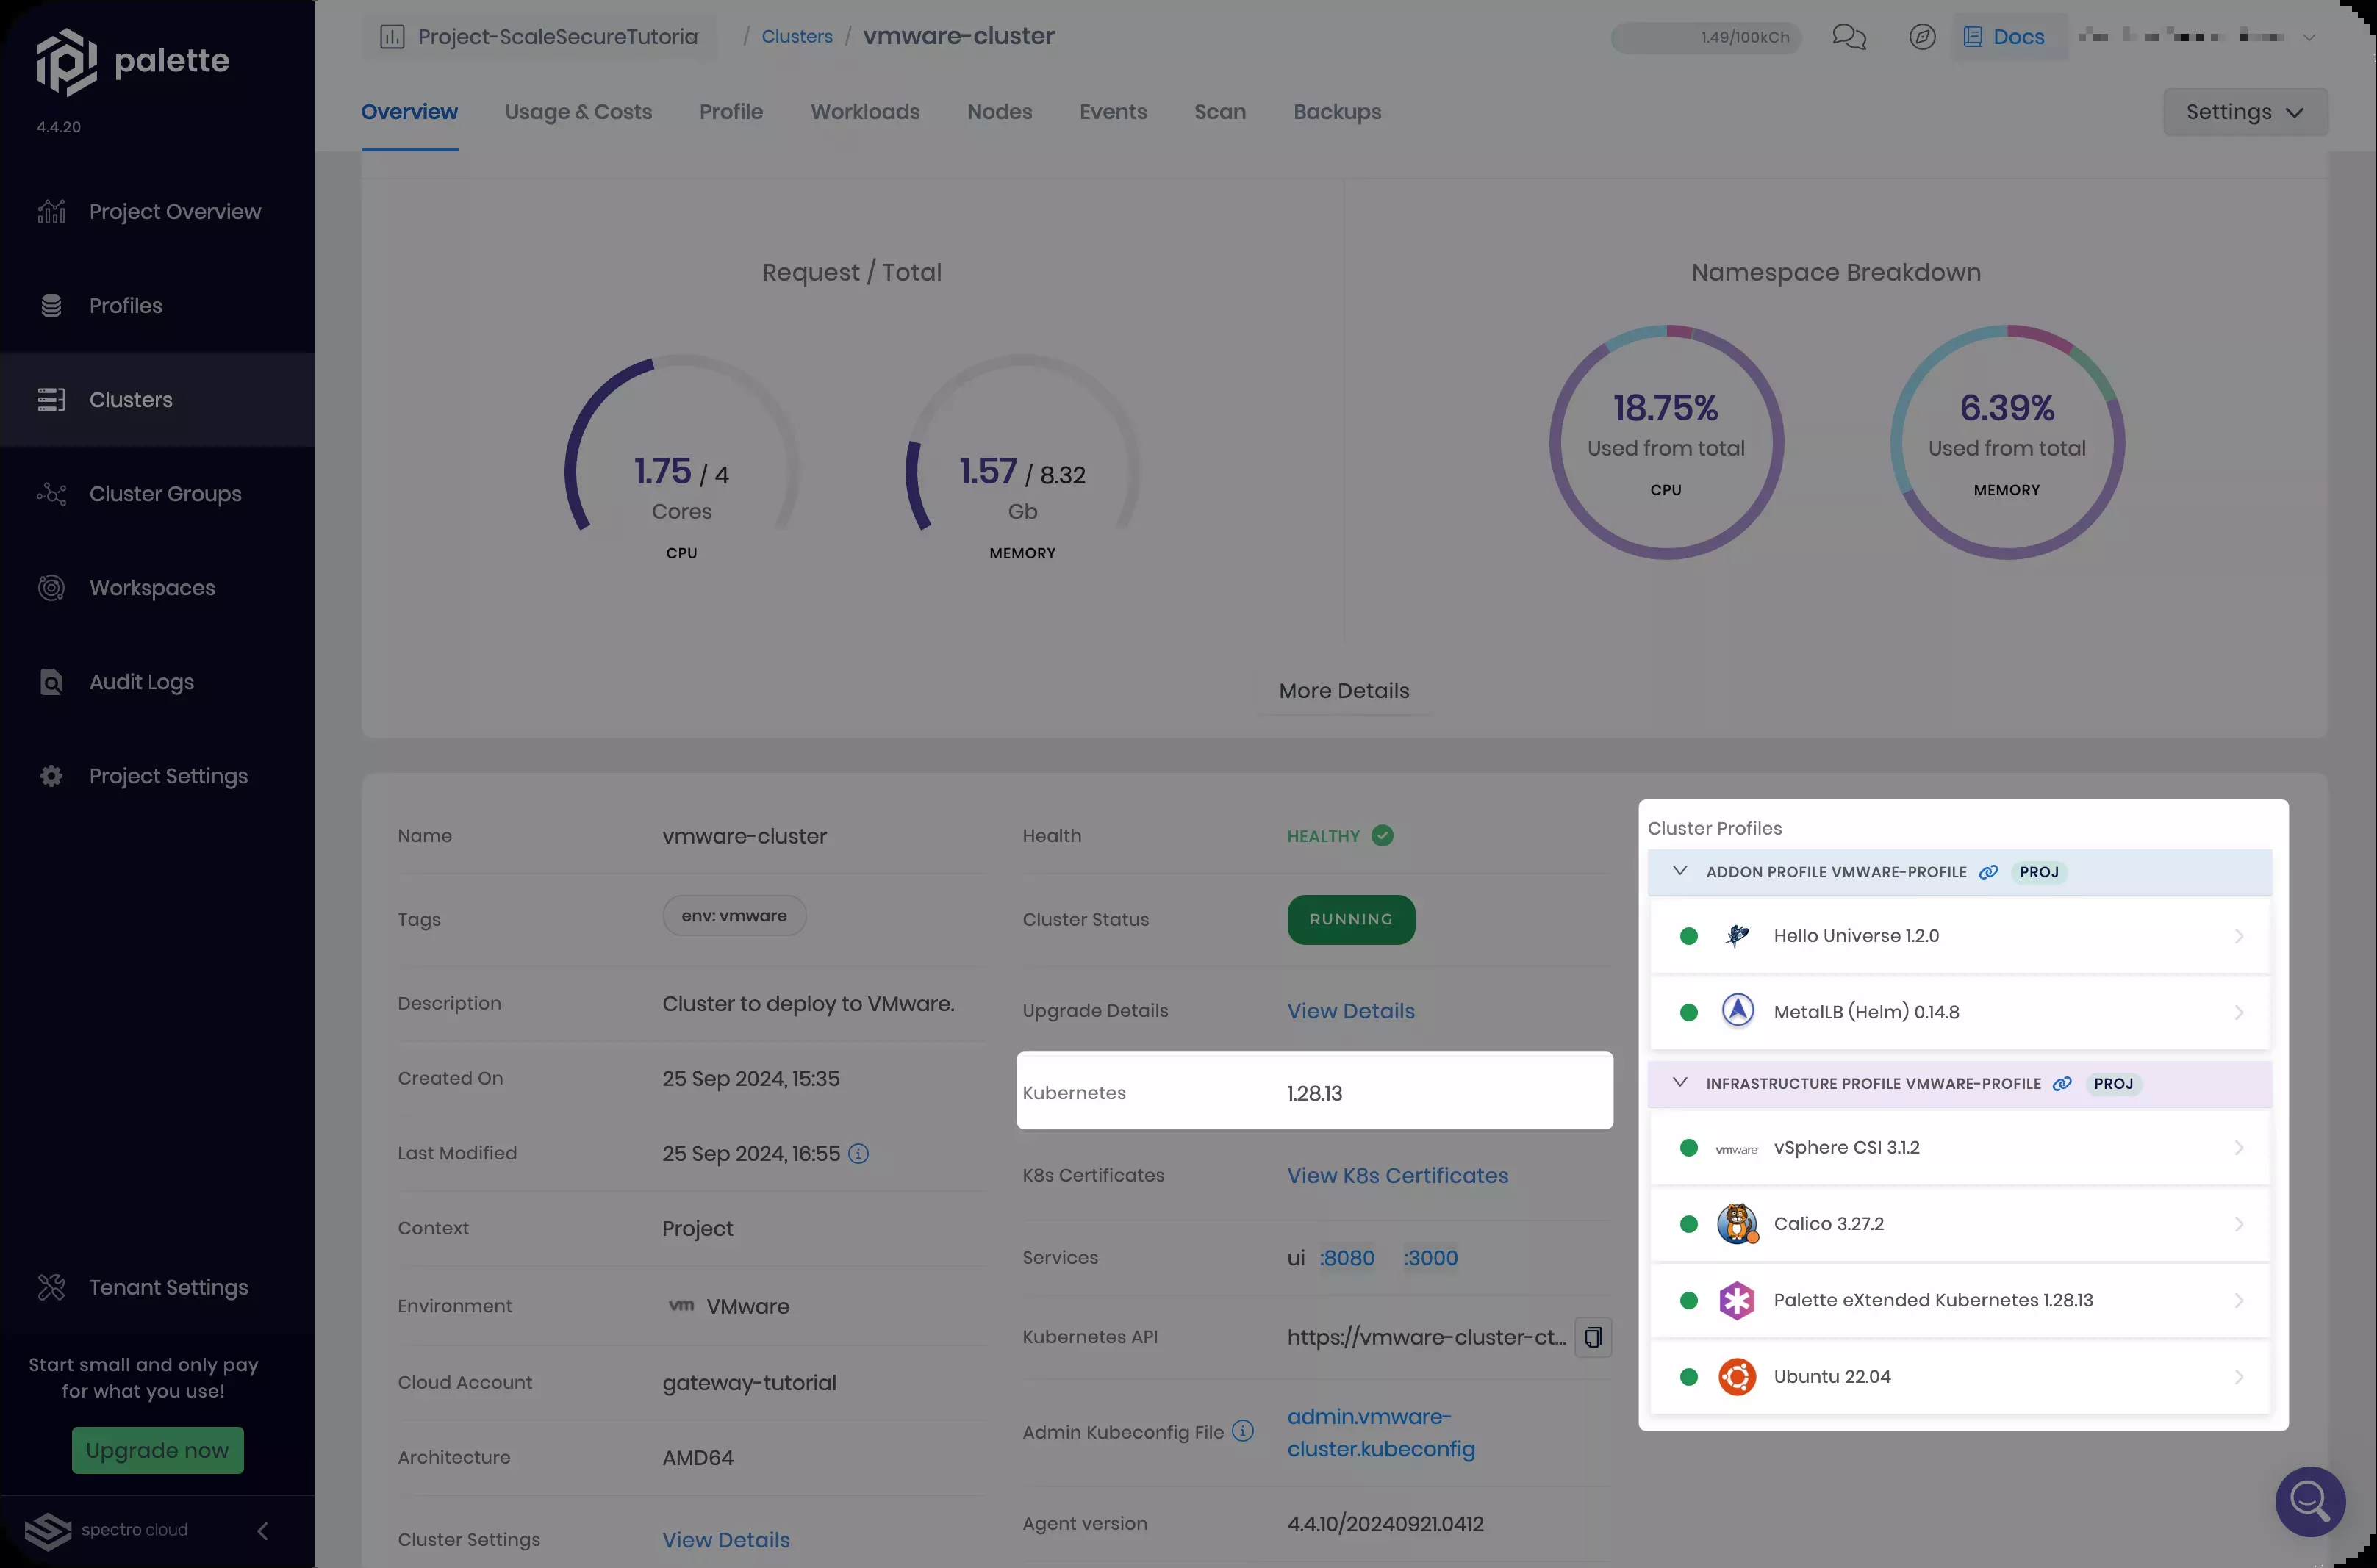 palette
4.4.20
Project Overview
Profiles
Clusters
Cluster Groups
Workspaces
Audit Logs
Project Settings
Tenant Settings
Start small and only pay
for what you use!
Upgrade now
spectro cloud
Project-ScaleSecureTutoria
/ Clusters / vmware-cluster
1.49/100kCh
Docs
Overview
Usage & Costs
Profile
Workloads
Nodes
Events
Scan
Backups
Settings
Request / Total
1.75 / 4
Cores
CPU
1.57 / 8.32
Gb
MEMORY
Namespace Breakdown
18.75%
Used from total
CPU
6.39%
Used from total
MEMORY
More Details
Name vmware-cluster
Tags env: vmware
Description Cluster to deploy to VMware.
Created On 25 Sep 2024, 15:35
Last Modified 25 Sep 2024, 16:55
Context Project
Environment vm VMware
Cloud Account gateway-tutorial
Architecture AMD64
Cluster Settings View Details
Health HEALTHY
Cluster Status RUNNING
Upgrade Details View Details
Kubernetes 1.28.13
K8s Certificates View K8s Certificates
Services ui :8080 :3000
Kubernetes API https://vmware-cluster-ct...
Admin Kubeconfig File admin.vmware-
cluster.kubeconfig
Agent version 4.4.10/20240921.0412
Cluster Profiles
ADDON PROFILE VMWARE-PROFILE PROJ
Hello Universe 1.2.0
MetalLB (Helm) 0.14.8
INFRASTRUCTURE PROFILE VMWARE-PROFILE PROJ
vmware vSphere CSI 3.1.2
Calico 3.27.2
Palette eXtended Kubernetes 1.28.13
Ubuntu 22.04